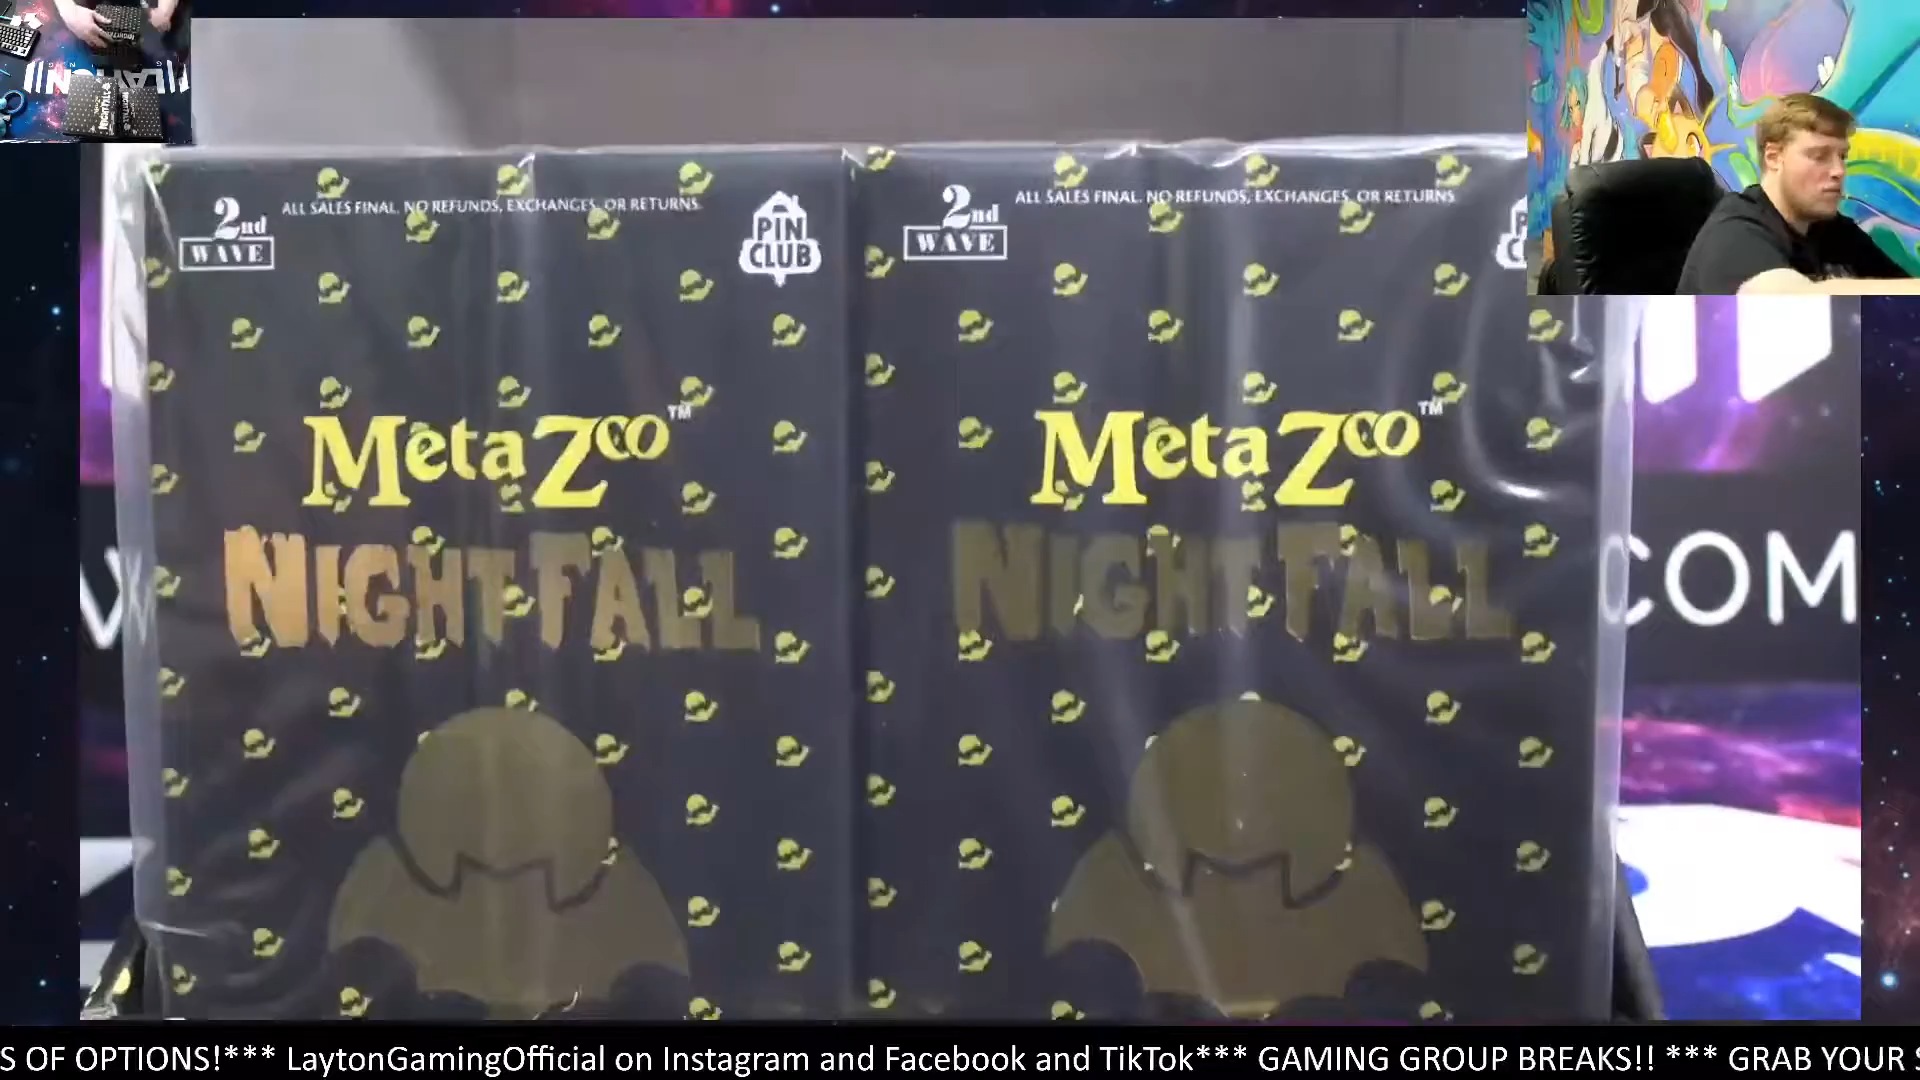 2nd
WAVE
ALL SALES FINAL. NO REFUNDS, EXCHANGES, OR RETURNS.
PIN
CLUB
MetaZoo™
NIGHTFALL
2nd
WAVE
ALL SALES FINAL. NO REFUNDS, EXCHANGES, OR RETURNS.
MetaZoo™
NIGHTFALL
COM
S OF OPTIONS!*** LaytonGamingOfficial on Instagram and Facebook and TikTok*** GAMING GROUP BREAKS!! *** GRAB YOUR S